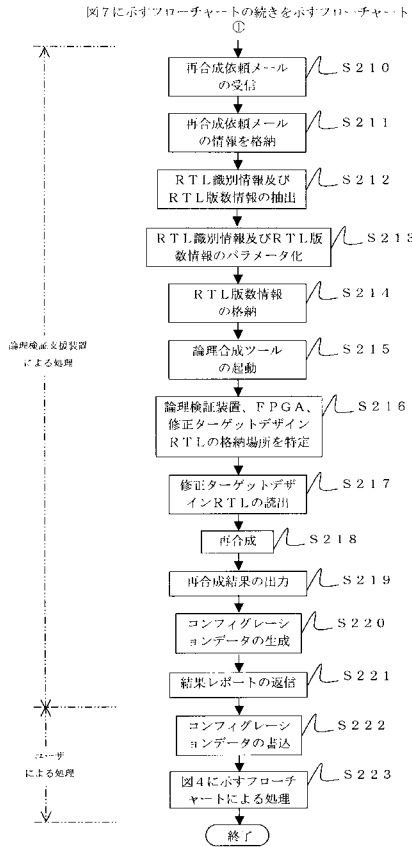 図７に示すフローチャートの続きを示すフローチャート
①
再合成依頼メール
の受信
Ｓ２１０
再合成依頼メール
の情報を格納
Ｓ２１１
ＲＴＬ識別情報及び
ＲＴＬ版数情報の抽出
Ｓ２１２
ＲＴＬ識別情報及びＲＴＬ版
数情報のパラメータ化
Ｓ２１３
ＲＴＬ版数情報
の格納
Ｓ２１４
論理合成ツール
の起動
Ｓ２１５
論理検証支援装置
による処理
論理検証装置、ＦＰＧＡ、
修正ターゲットデザイン
ＲＴＬの格納場所を特定
Ｓ２１６
修正ターゲットデザ
インＲＴＬの読出
Ｓ２１７
再合成
Ｓ２１８
再合成結果の出力
Ｓ２１９
コンフィグレーシ
ョンデータの生成
Ｓ２２０
結果レポートの返信
Ｓ２２１
コンフィグレーシ
ョンデータの書込
Ｓ２２２
ユーザ
による処理
図４に示すフローチ
ャートによる処理
Ｓ２２３
終了